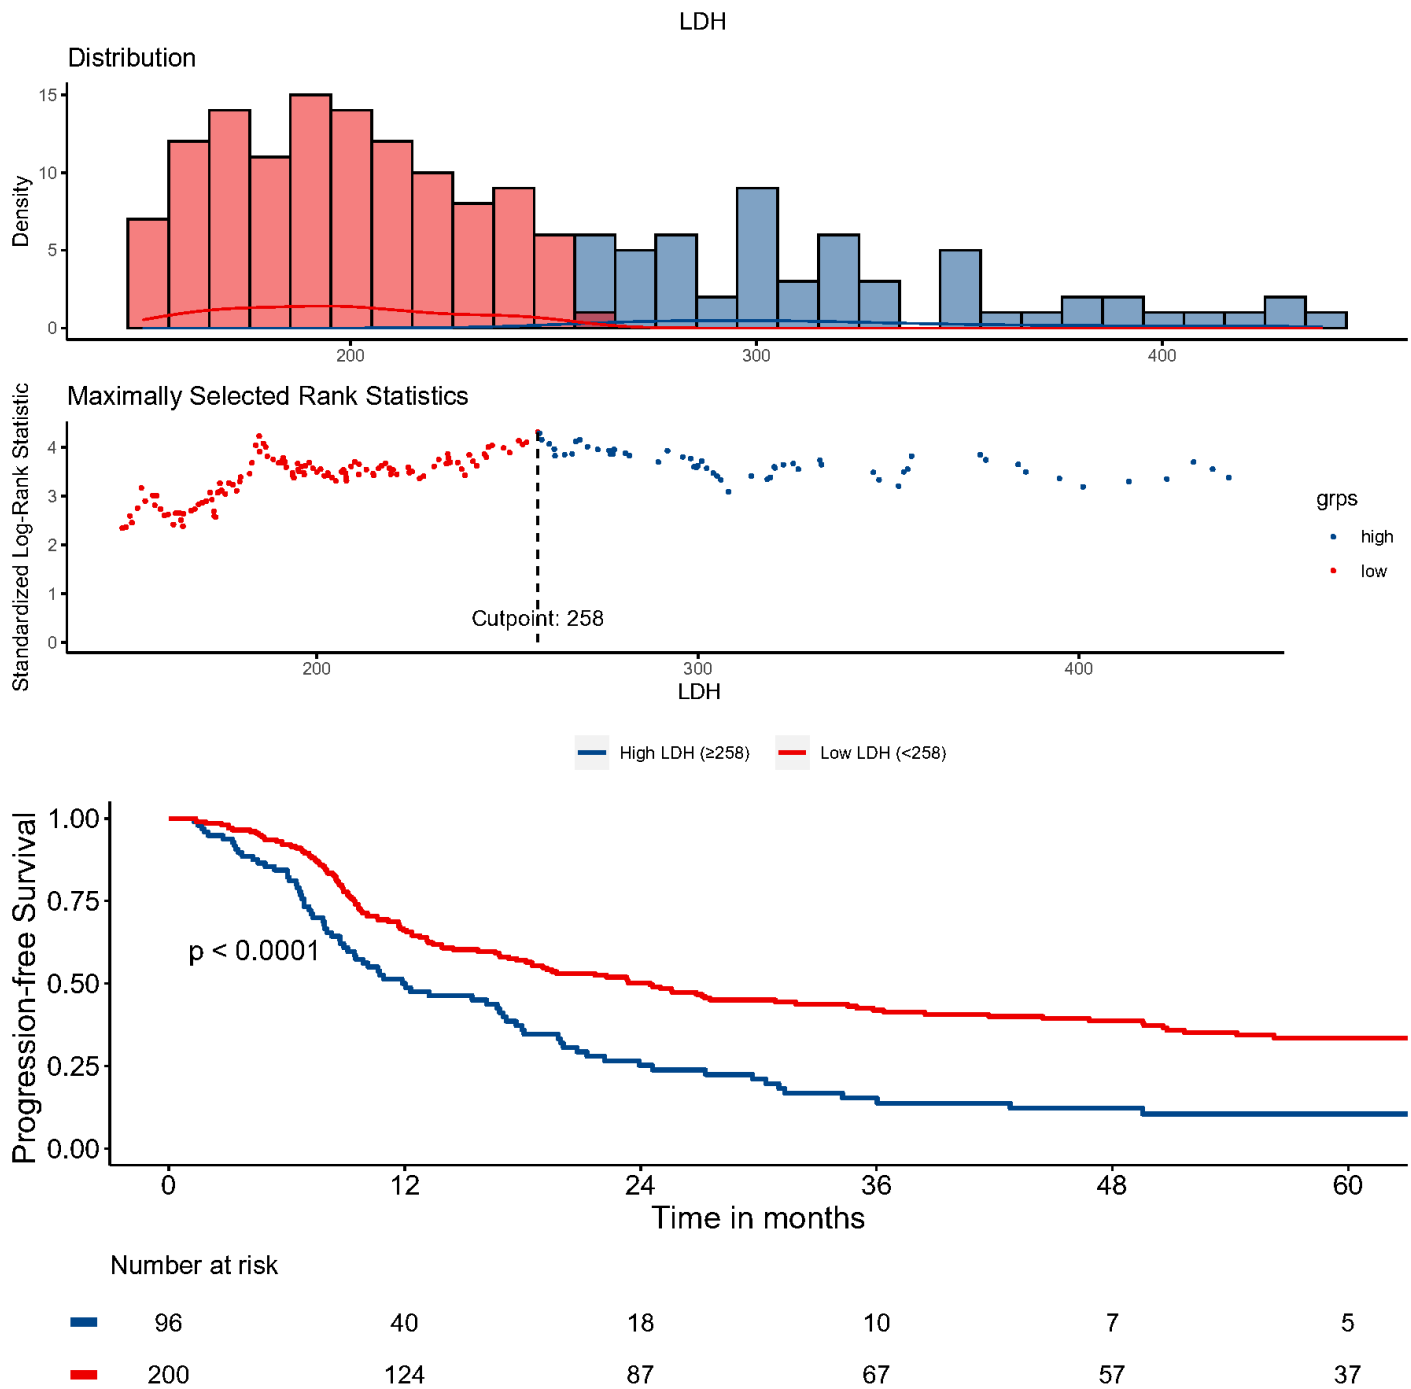 LDH
Distribution
Density
15
10
5
0
200 300 400
Maximally Selected Rank Statistics
Standardized Log-Rank Statistic
4
3
2
1
0
Cutpoint: 258
200 300 400
LDH
grps
high
low
High LDH (≥258) Low LDH (<258)
Progression-free Survival
1.00
0.75
0.50
0.25
0.00
p < 0.0001
0 12 24 36 48 60
Time in months
Number at risk
96 40 18 10 7 5
200 124 87 67 57 37